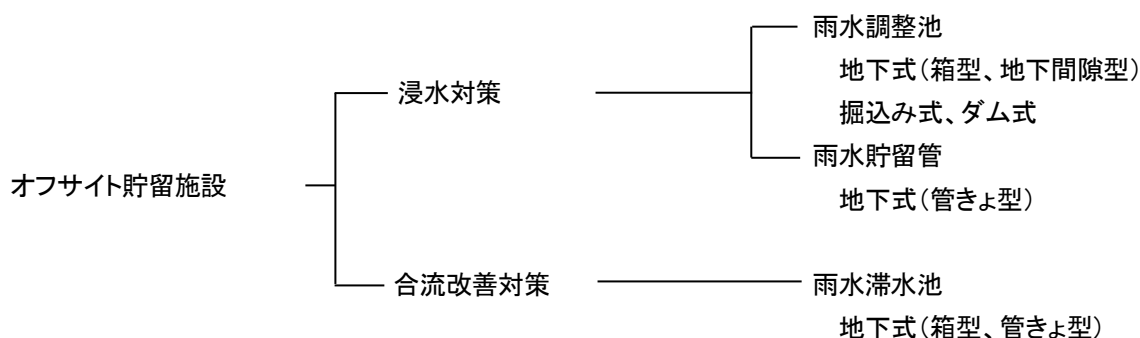 雨水調整池
地下式（箱型、地下間隙型）
浸水対策
掘込み式、ダム式
雨水貯留管
オフサイト貯留施設
地下式（管きょ型）
合流改善対策
雨水滞水池
地下式（箱型、管きょ型）